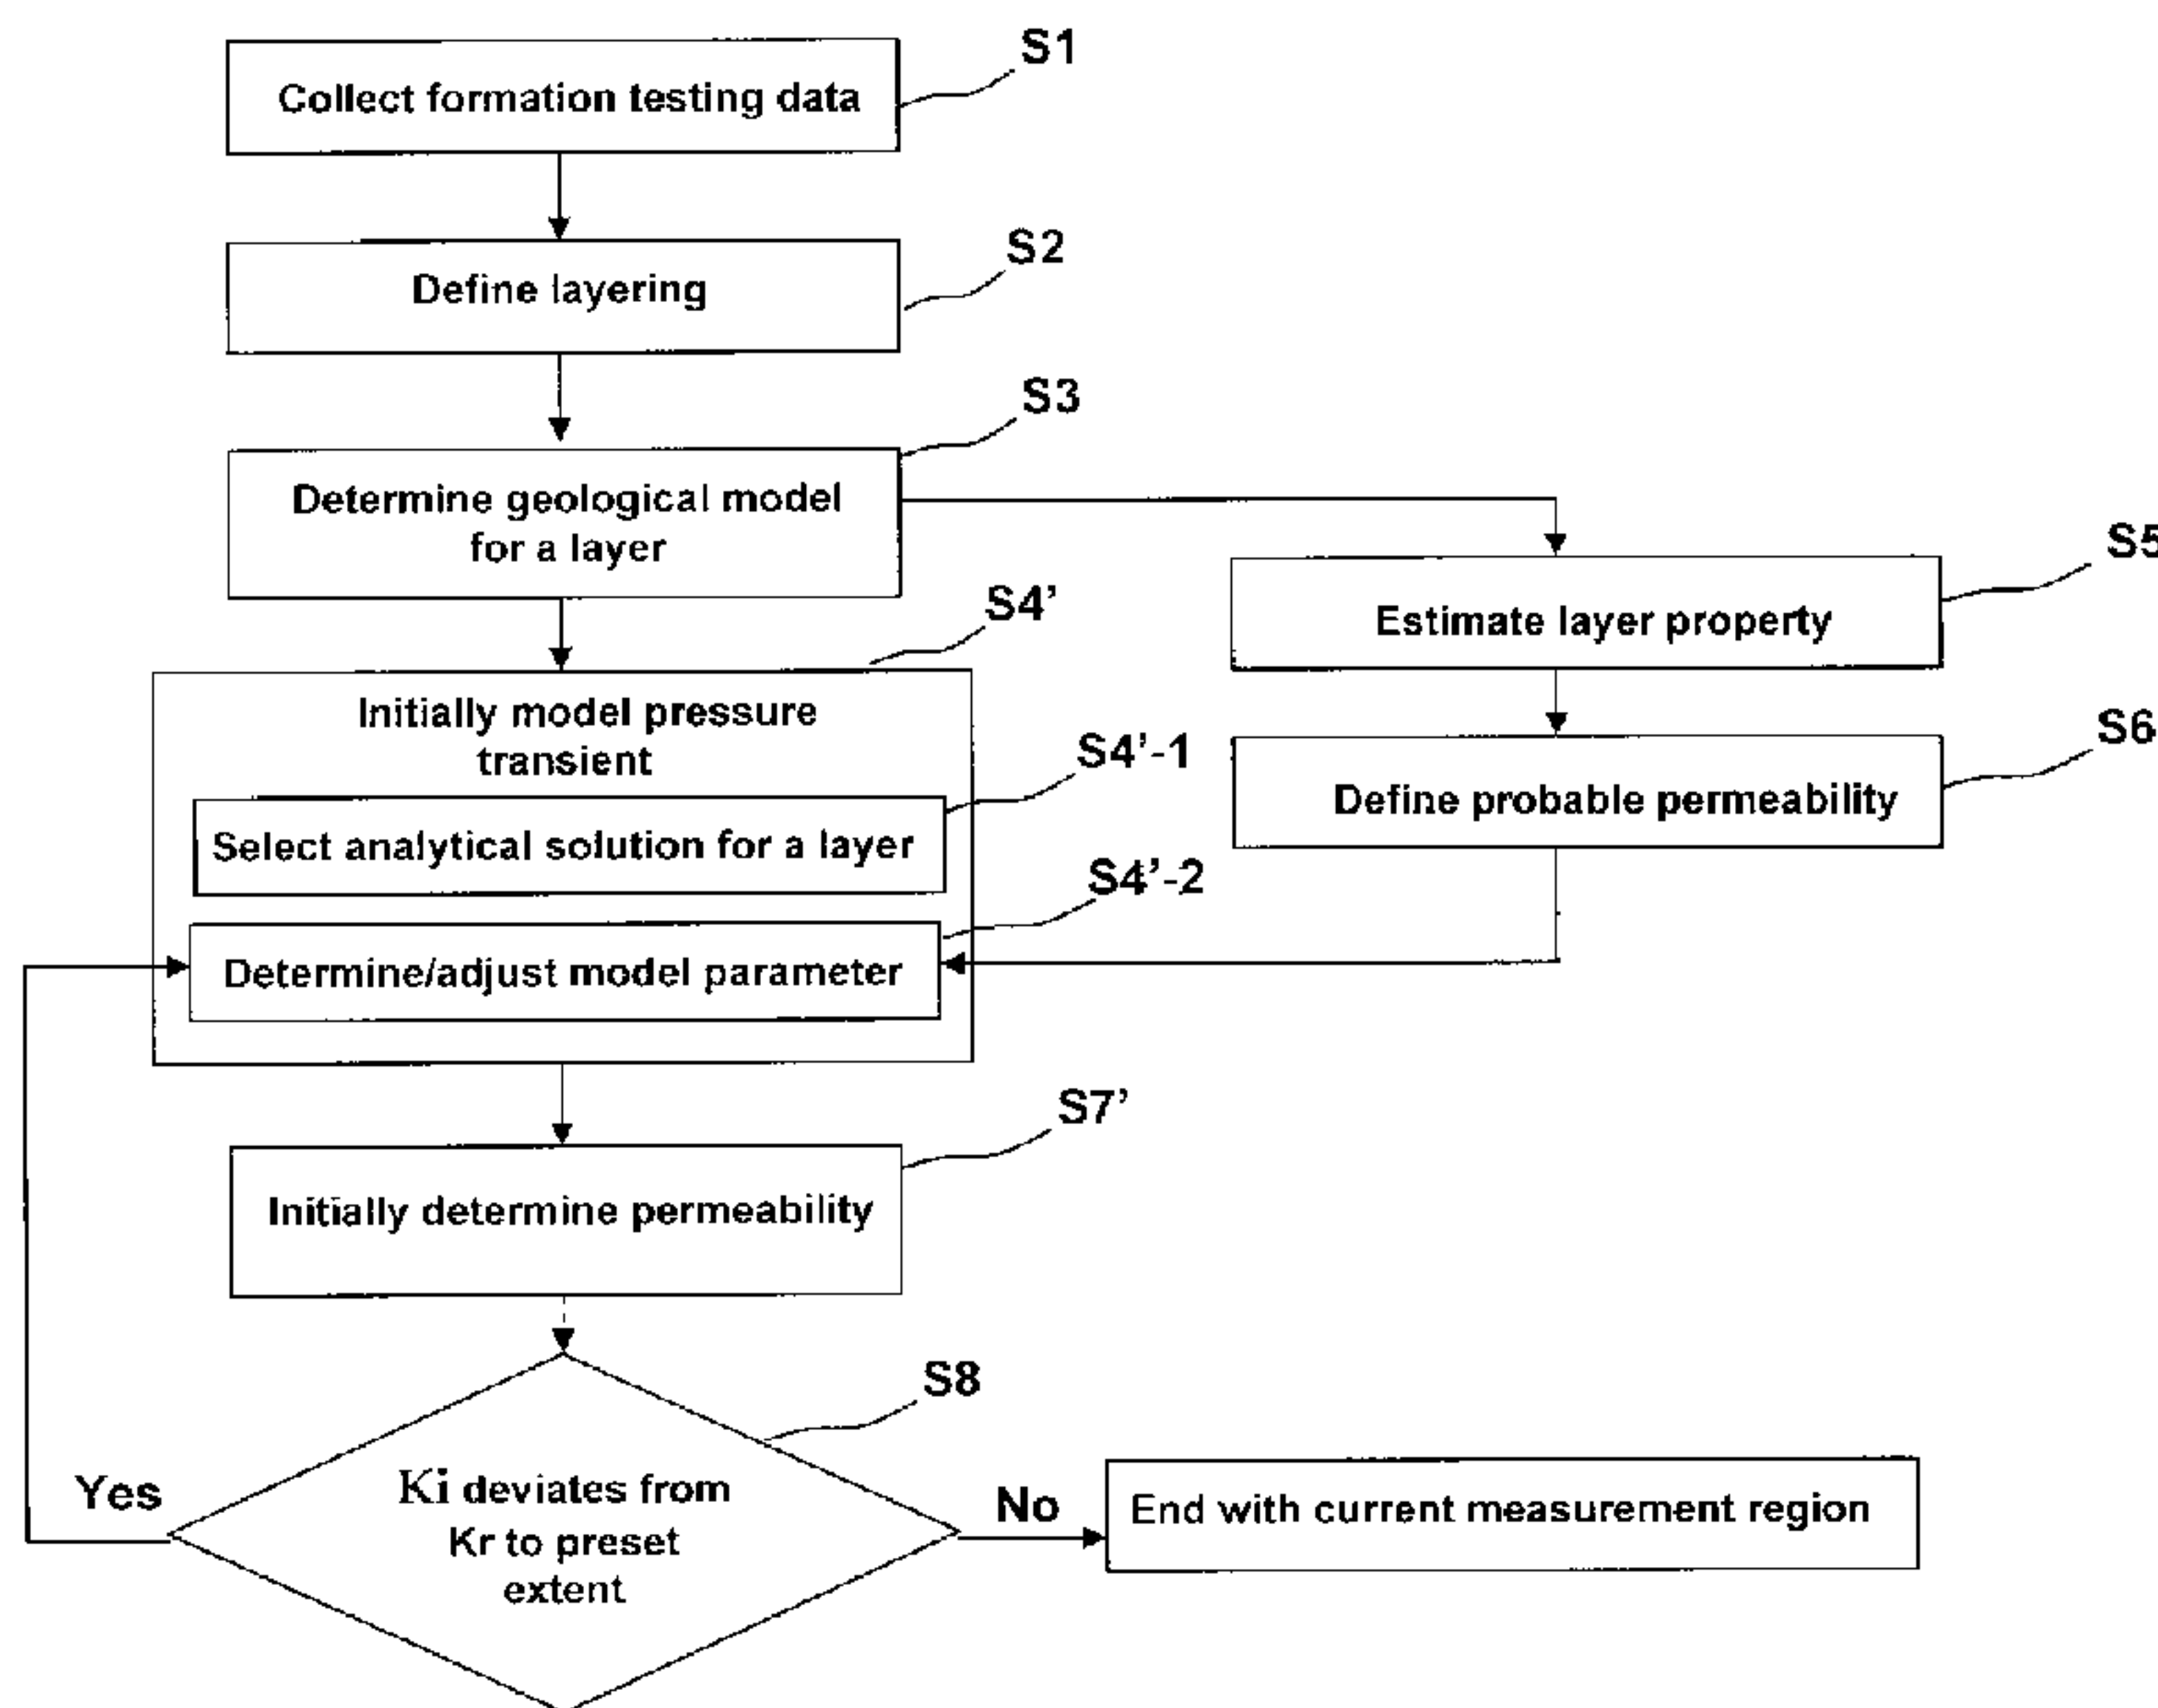 S1
Collect formation testing data
S2
Define layering
S3
Determine geological model
for a layer
S5
Estimate layer property
S4'
Initially model pressure
transient
S6
Define probable permeability
S4'-1
Select analytical solution for a layer
S4'-2
Determine/adjust model parameter
S7'
Initially determine permeability
S8
Ki deviates from
Kr to preset
extent
Yes
No
End with current measurement region